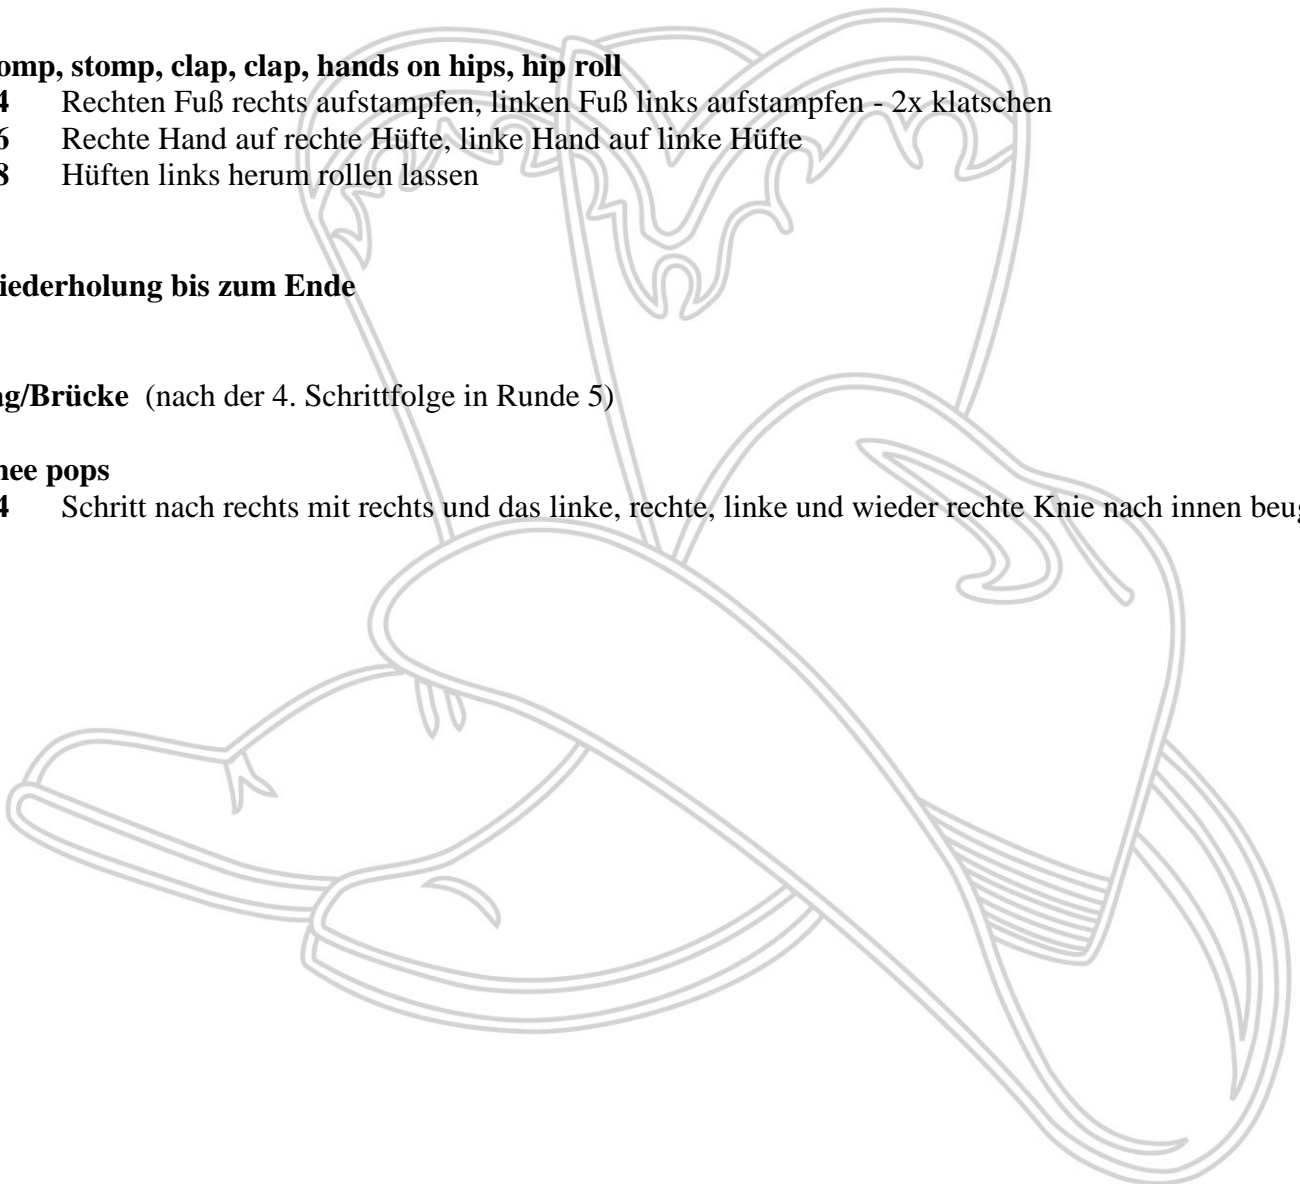 omp, stomp, clap, clap, hands on hips, hip roll
4 Rechten Fuß rechts aufstampfen, linken Fuß links aufstampfen - 2x klatschen
6 Rechte Hand auf rechte Hüfte, linke Hand auf linke Hüfte
8 Hüften links herum rollen lassen
iederholung bis zum Ende
ag/Brücke (nach der 4. Schrittfolge in Runde 5)
nee pops
4 Schritt nach rechts mit rechts und das linke, rechte, linke und wieder rechte Knie nach innen beug